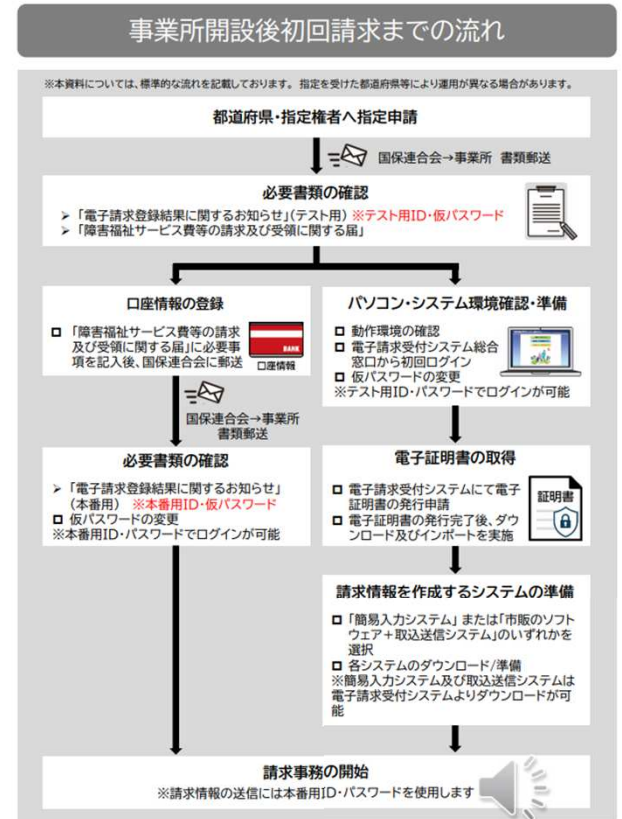 事業所開設後初回請求までの流れ
※本資料については、標準的な流れを記載しております。 指定を受けた都道府県等により運用が異なる場合があります。
都道府県・指定権者へ指定申請
国保連合会→事業所 書類郵送
必要書類の確認
➢ 「電子請求登録結果に関するお知らせ」(テスト用) ※テスト用ID・仮パスワード
➢ 「障害福祉サービス費等の請求及び受領に関する届」
口座情報の登録
□ 「障害福祉サービス費等の請求
及び受領に関する届」に必要事
項を記入後、国保連合会に郵送
BANK
口座情報
国保連合会→事業所
書類郵送
必要書類の確認
➢ 「電子請求登録結果に関するお知らせ」
(本番用) ※本番用ID・仮パスワード
□ 仮パスワードの変更
※本番用ID・パスワードでログインが可能
パソコン・システム環境確認・準備
□ 動作環境の確認
□ 電子請求受付システム総合
窓口から初回ログイン
□ 仮パスワードの変更
※テスト用ID・パスワードでログインが可能
電子証明書の取得
□ 電子請求受付システムにて電子
証明書の発行申請
□ 電子証明書の発行完了後、ダウ
ンロード及びインポートを実施
証明書
請求情報を作成するシステムの準備
□ 「簡易入力システム」 または「市販のソフト
ウェア+取込送信システム」のいずれかを
選択
□ 各システムのダウンロード/準備
※簡易入力システム及び取込送信システムは
電子請求受付システムよりダウンロードが可
能
請求事務の開始
※請求情報の送信には本番用ID・パスワードを使用します